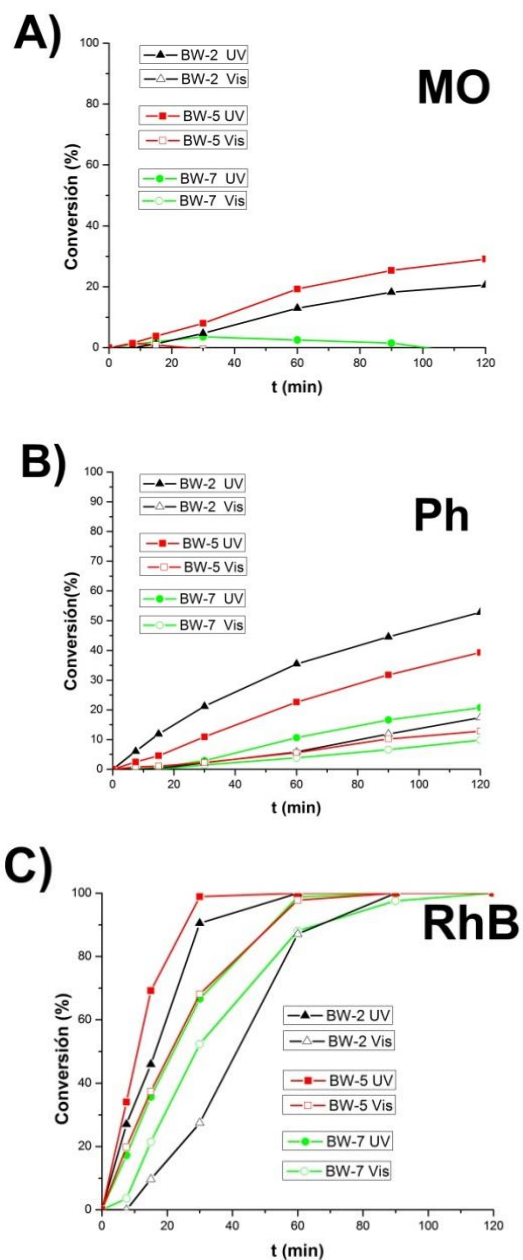 A)
MO
100
80
60
40
20
0
Conversión (%)
BW-2 UV
BW-2 Vis
BW-5 UV
BW-5 Vis
BW-7 UV
BW-7 Vis
0 20 40 60 80 100 120
t (min)
B)
Ph
100
90
80
70
60
50
40
30
20
10
0
Conversión(%)
BW-2 UV
BW-2 Vis
BW-5 UV
BW-5 Vis
BW-7 UV
BW-7 Vis
0 20 40 60 80 100 120
t (min)
C)
RhB
100
80
60
40
20
0
Conversión (%)
BW-2 UV
BW-2 Vis
BW-5 UV
BW-5 Vis
BW-7 UV
BW-7 Vis
0 20 40 60 80 100 120
t (min)